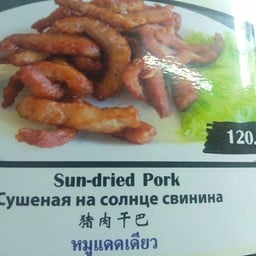 120.
Sun-dried Pork
Сушеная на солнце свинина
猪肉干巴
หมูแดดเดียว